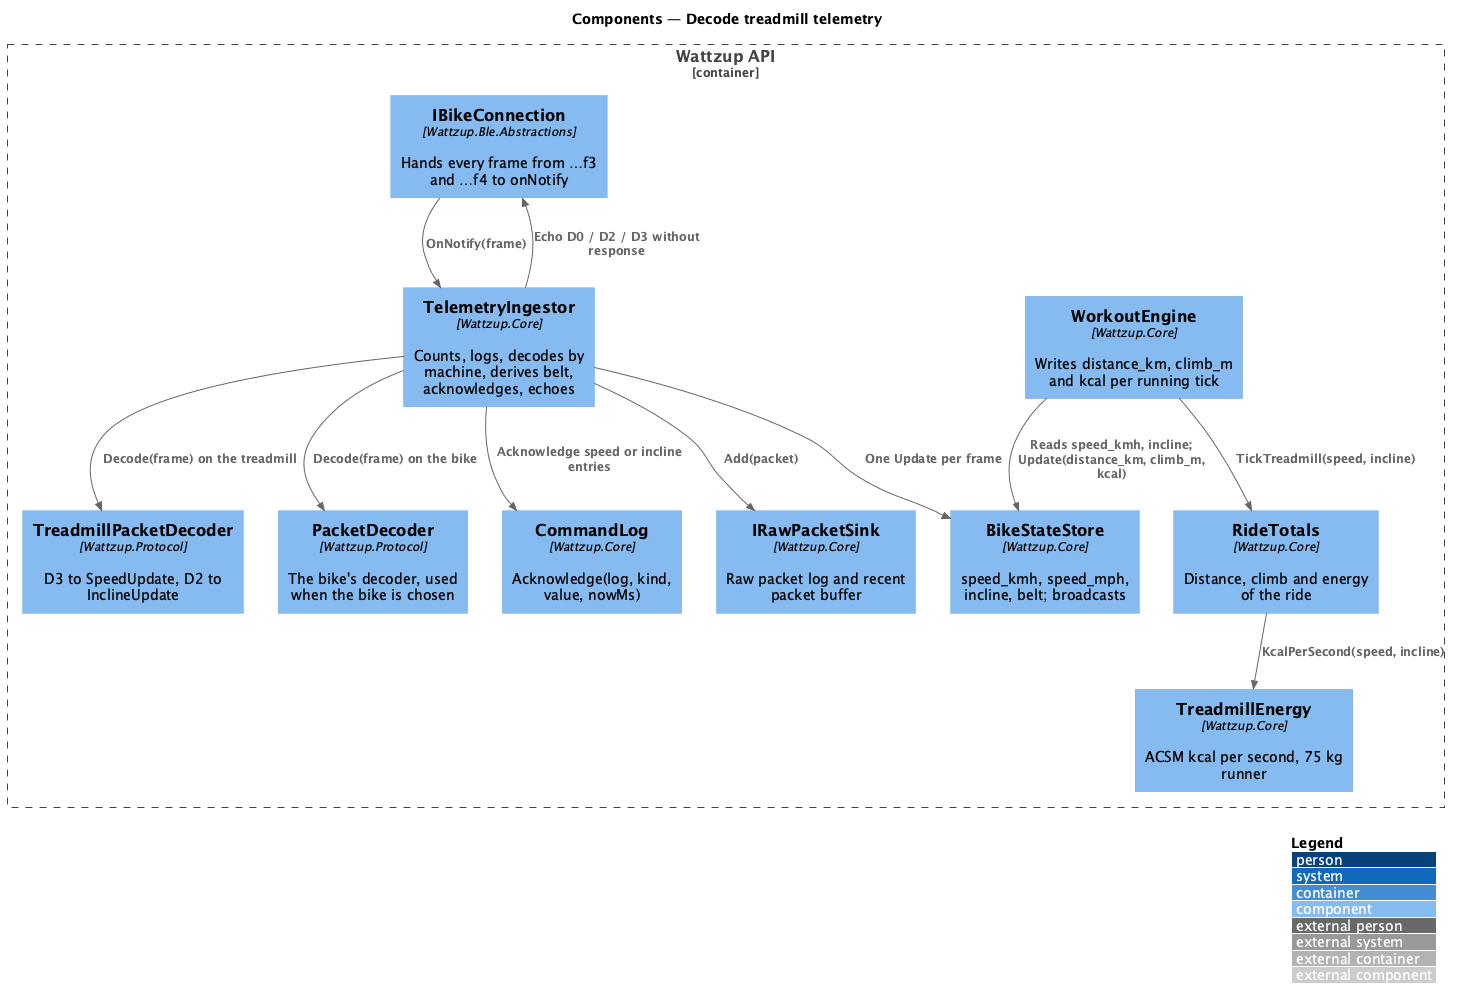 Components — Decode treadmill telemetry
Wattzup API
[container]
IBikeConnection
[Wattzup.Ble.Abstractions]
Hands every frame from …f3
and …f4 to onNotify
OnNotify(frame)
Echo D0 / D2 / D3 without
response
TelemetryIngestor
[Wattzup.Core]
Counts, logs, decodes by
machine, derives belt,
acknowledges, echoes
WorkoutEngine
[Wattzup.Core]
Writes distance_km, climb_m
and kcal per running tick
Decode(frame) on the treadmill
Decode(frame) on the bike
Acknowledge speed or incline
entries
Add(packet)
One Update per frame
Reads speed_kmh, incline;
Update(distance_km, climb_m,
kcal)
TickTreadmill(speed, incline)
TreadmillPacketDecoder
[Wattzup.Protocol]
D3 to SpeedUpdate, D2 to
InclineUpdate
PacketDecoder
[Wattzup.Protocol]
The bike's decoder, used
when the bike is chosen
CommandLog
[Wattzup.Core]
Acknowledge(log, kind,
value, nowMs)
IRawPacketSink
[Wattzup.Core]
Raw packet log and recent
packet buffer
BikeStateStore
[Wattzup.Core]
speed_kmh, speed_mph,
incline, belt; broadcasts
RideTotals
[Wattzup.Core]
Distance, climb and energy
of the ride
KcalPerSecond(speed, incline)
TreadmillEnergy
[Wattzup.Core]
ACSM kcal per second, 75 kg
runner
Legend
person
system
container
component
external person
external system
external container
external component